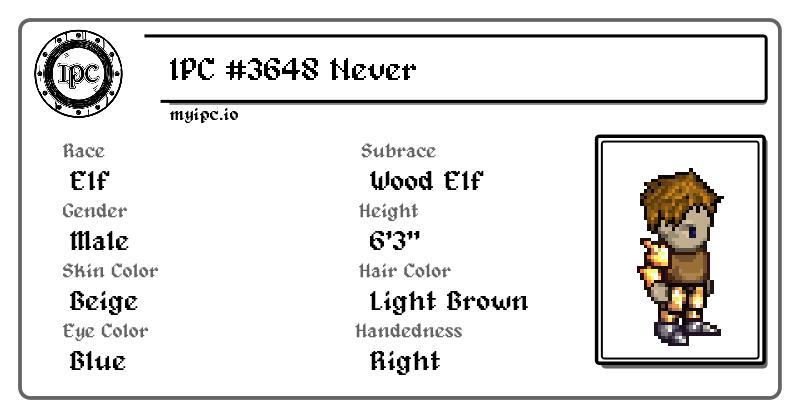 IPC
IPC #3648 Never
myipc.io
Race
Elf
Subrace
Wood Elf
Gender
Male
Height
6'3"
Skin Color
Beige
Hair Color
Light Brown
Eye Color
Blue
Handedness
Right